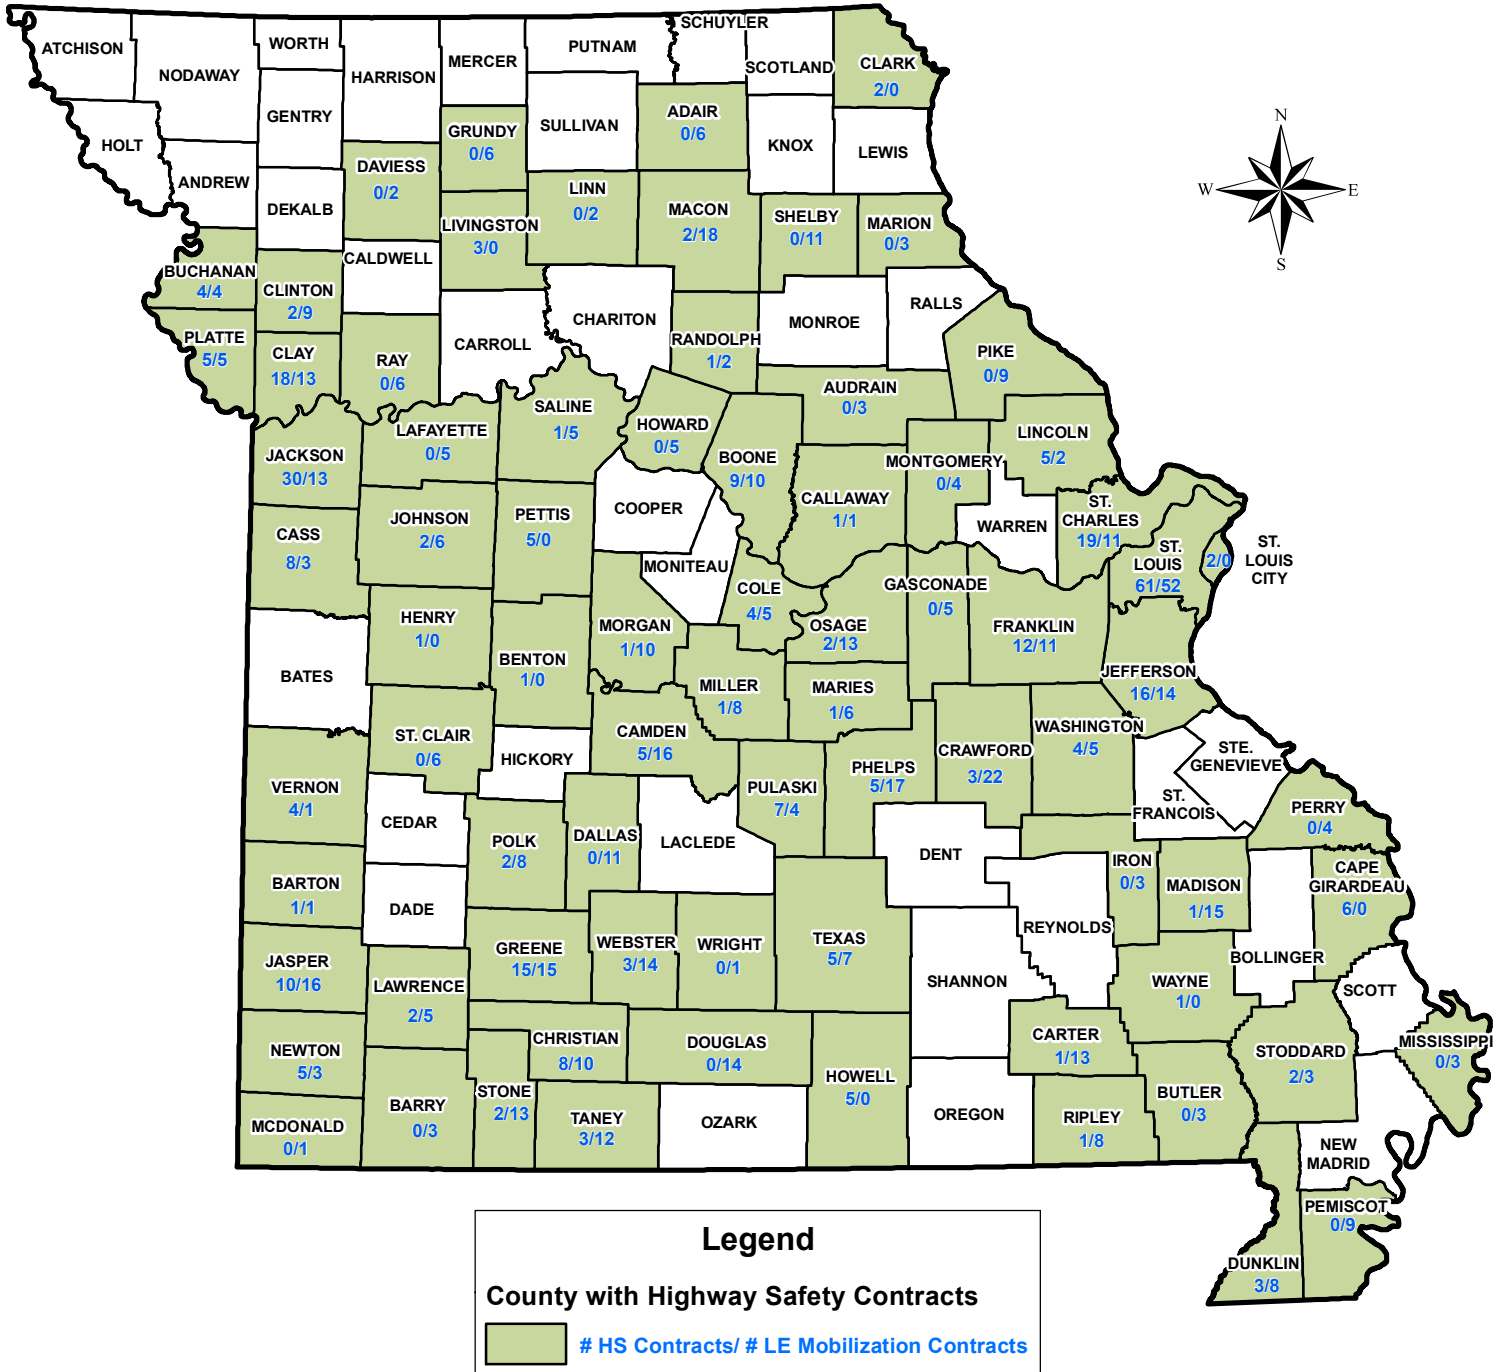 SCHUYLER
ATCHISON
WORTH
PUTNAM
NODAWAY
HARRISON
MERCER
SCOTLAND
CLARK
2/0
GENTRY
GRUNDY
0/6
SULLIVAN
ADAIR
0/6
N
HOLT
KNOX
LEWIS
DAVIESS
0/2
ANDREW
LINN
0/2
W
E
DEKALB
MACON
2/18
SHELBY
0/11
MARION
0/3
LIVINGSTON
3/0
S
CALDWELL
BUCHANAN
4/4
CLINTON
2/9
RALLS
CHARITON
MONROE
PLATTE
5/5
CARROLL
RANDOLPH
1/2
CLAY
18/13
RAY
0/6
PIKE
0/9
AUDRAIN
0/3
SALINE
1/5
HOWARD
0/5
LAFAYETTE
0/5
LINCOLN
5/2
JACKSON
30/13
BOONE
9/10
MONTGOMERY
0/4
CALLAWAY
1/1
COOPER
ST.
CHARLES
19/11
JOHNSON
2/6
PETTIS
5/0
WARREN
CASS
8/3
ST.
LOUIS
61/52
2/0
ST.
LOUIS
CITY
MONITEAU
COLE
4/5
GASCONADE
0/5
HENRY
1/0
MORGAN
1/10
OSAGE
2/13
FRANKLIN
12/11
BENTON
1/0
BATES
JEFFERSON
16/14
MILLER
1/8
MARIES
1/6
ST. CLAIR
0/6
CAMDEN
5/16
WASHINGTON
4/5
HICKORY
CRAWFORD
3/22
STE.
GENEVIEVE
PHELPS
5/17
VERNON
4/1
PULASKI
7/4
ST.
FRANCOIS
PERRY
0/4
CEDAR
POLK
2/8
DALLAS
0/11
LACLEDE
DENT
IRON
0/3
CAPE
GIRARDEAU
6/0
BARTON
1/1
MADISON
1/15
DADE
REYNOLDS
TEXAS
5/7
GREENE
15/15
WEBSTER
3/14
WRIGHT
0/1
JASPER
10/16
BOLLINGER
LAWRENCE
2/5
SHANNON
WAYNE
1/0
SCOTT
CHRISTIAN
8/10
DOUGLAS
0/14
CARTER
1/13
MISSISSIPPI
0/3
NEWTON
5/3
STODDARD
2/3
HOWELL
5/0
STONE
2/13
BUTLER
0/3
BARRY
0/3
OREGON
RIPLEY
1/8
TANEY
3/12
OZARK
MCDONALD
0/1
NEW
MADRID
PEMISCOT
0/9
DUNKLIN
3/8
Legend
County with Highway Safety Contracts
# HS Contracts/ # LE Mobilization Contracts